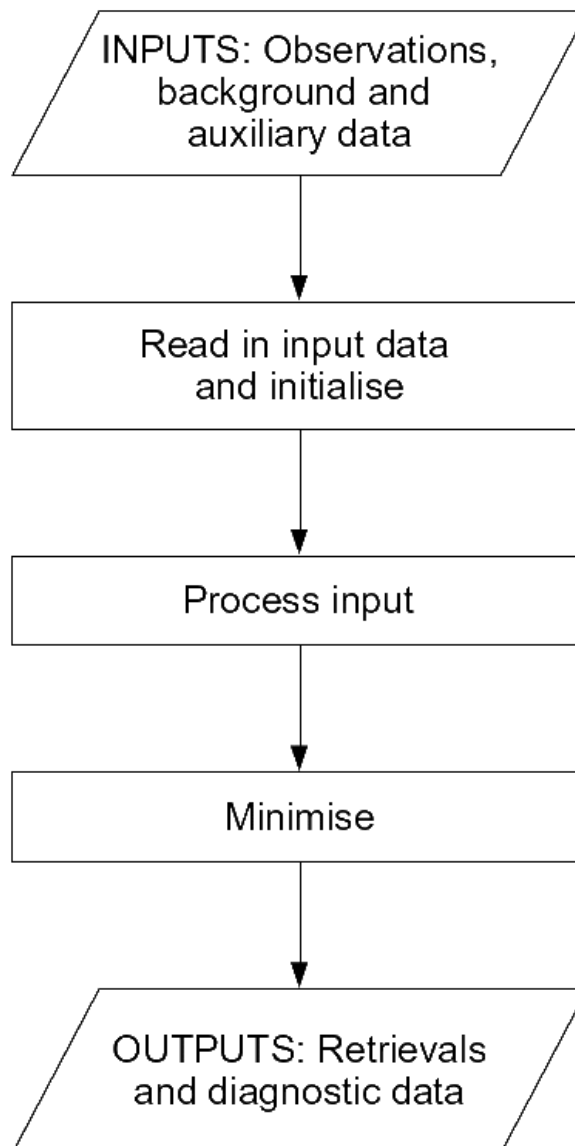 INPUTS: Observations,
background and
auxiliary data
Read in input data
and initialise
Process input
Minimise
OUTPUTS: Retrievals
and diagnostic data